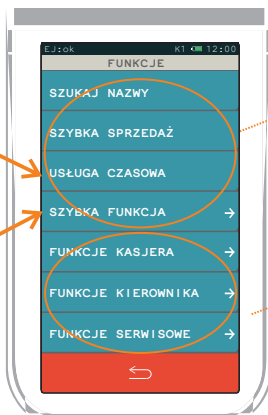 EJ:ok K1 12:00
FUNKCJE
SZUKAJ NAZWY
SZYBKA SPRZEDAŻ
USŁUGA CZASOWA
SZYBKA FUNKCJA →
FUNKCJE KASJERA →
FUNKCJE KIEROWNIKA →
FUNKCJE SERWISOWE →